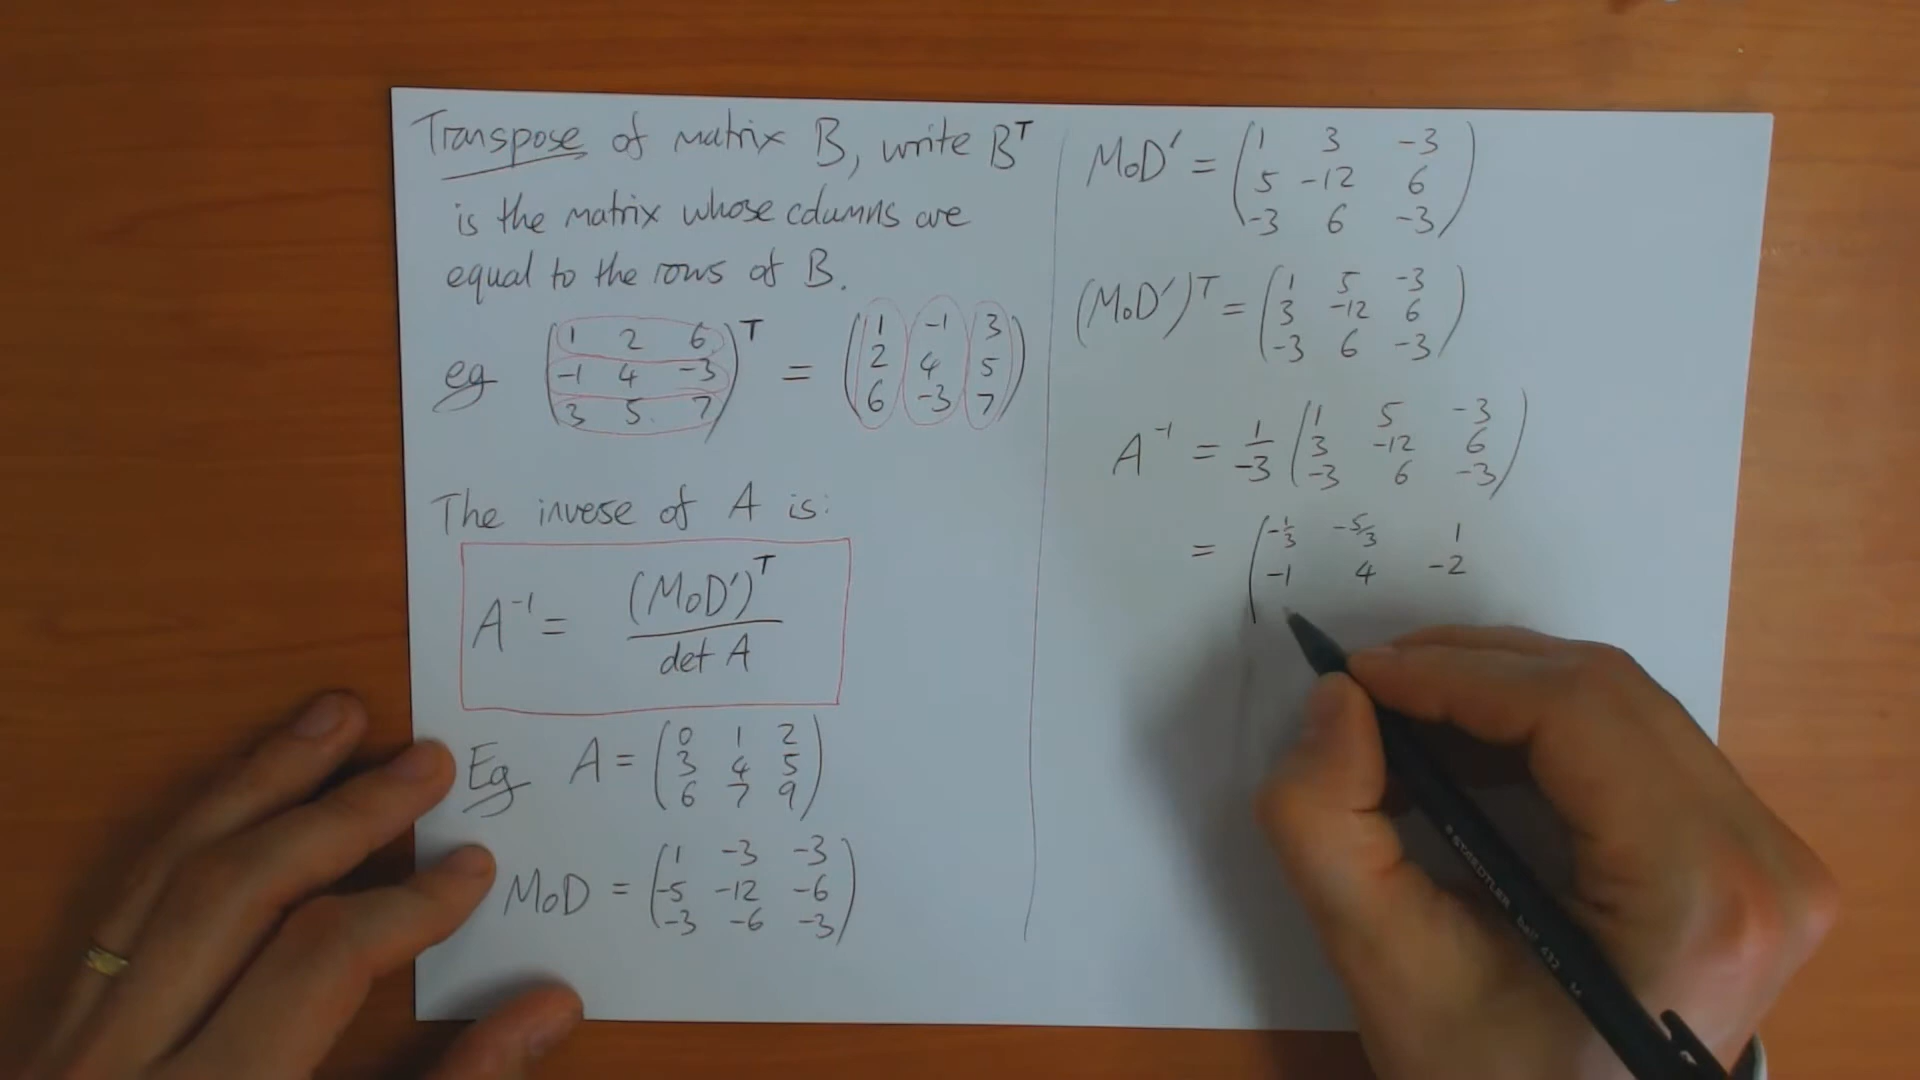 Transpose of matrix B, write Bᵀ
is the matrix whose columns are
equal to the rows of B.
eg (1 2 6
-1 4 -3
3 5. 7)ᵀ = (1 -1 3
2 4 5
6 -3 7)
The invese of A is:
A⁻¹ = (MoD')ᵀ
det A
Eg A = (0 1 2
3 4 5
6 7 9)
MoD = (1 -3 -3
-5 -12 -6
-3 -6 -3)
MoD' = (1 3 -3
5 -12 6
-3 6 -3)
(MoD')ᵀ = (1 5 -3
3 -12 6
-3 6 -3)
A⁻¹ = 1/-3 (1 5 -3
3 -12 6
-3 6 -3)
= (-1/3 -5/3 1
-1 4 -2
STAEDTLER ball 432 M